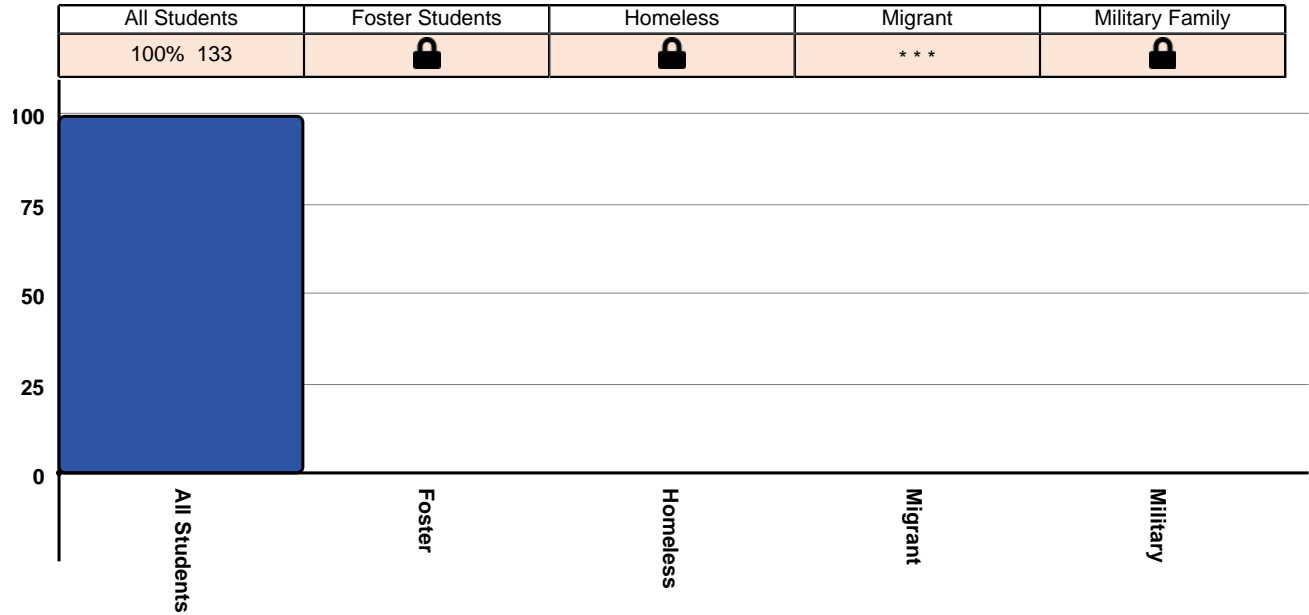 All Students Foster Students Homeless Migrant Military Family
100% 133 * * *
100
75
50
25
0
All Students
Foster
Homeless
Migrant
Military